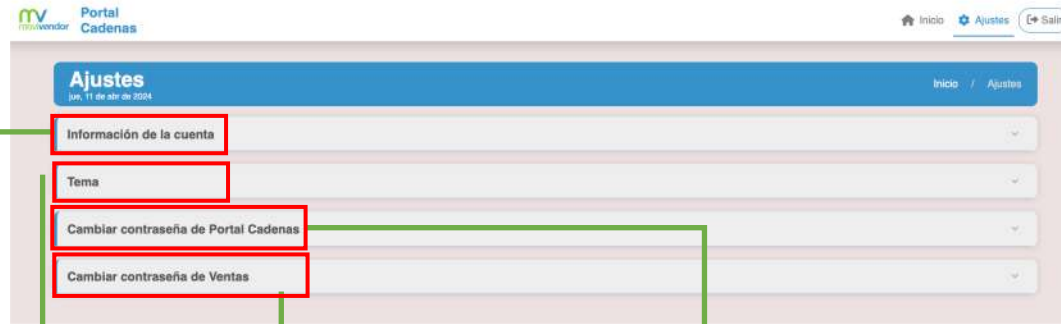 movivendor
Portal
Cadenas
Inicio
Ajustes
Salir
Ajustes
jue, 11 de abr de 2024
Inicio / Ajustes
Información de la cuenta
Tema
Cambiar contraseña de Portal Cadenas
Cambiar contraseña de Ventas